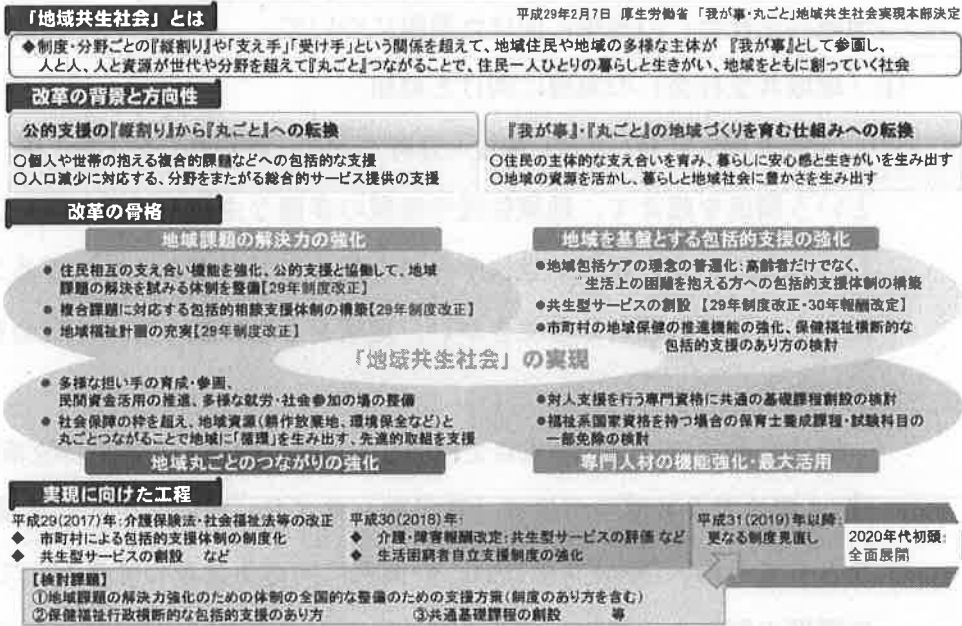 「地域共生社会」とは
平成29年2月7日 厚生労働省 「我が事・丸ごと」地域共生社会実現本部決定
◆制度・分野ごとの『縦割り』や「支え手」「受け手」という関係を超えて、地域住民や地域の多様な主体が 『我が事』として参画し、
人と人、人と資源が世代や分野を超えて『丸ごと』つながることで、住民一人ひとりの暮らしと生きがい、地域をともに創っていく社会
改革の背景と方向性
公的支援の『縦割り』から『丸ごと』への転換
○個人や世帯の抱える複合的課題などへの包括的な支援
○人口減少に対応する、分野をまたがる総合的サービス提供の支援
『我が事』・『丸ごと』の地域づくりを育む仕組みへの転換
○住民の主体的な支え合いを育み、暮らしに安心感と生きがいを生み出す
○地域の資源を活かし、暮らしと地域社会に豊かさを生み出す
改革の骨格
地域課題の解決力の強化
● 住民相互の支え合い機能を強化、公的支援と協働して、地域
課題の解決を試みる体制を整備【29年制度改正】
● 複合課題に対応する包括的相談支援体制の構築【29年制度改正】
● 地域福祉計画の充実【29年制度改正】
地域を基盤とする包括的支援の強化
●地域包括ケアの理念の普遍化：高齢者だけでなく、
生活上の困難を抱える方への包括的支援体制の構築
●共生型サービスの創設 【29年制度改正・30年報酬改定】
●市町村の地域保健の推進機能の強化、保健福祉横断的な
包括的支援のあり方の検討
「地域共生社会」の実現
● 多様な担い手の育成・参画、
民間資金活用の推進、多様な就労・社会参加の場の整備
● 社会保障の枠を超え、地域資源（耕作放棄地、環境保全など）と
丸ごとつながることで地域に「循環」を生み出す、先進的取組を支援
地域丸ごとのつながりの強化
●対人支援を行う専門資格に共通の基礎課程創設の検討
●福祉系国家資格を持つ場合の保育士養成課程・試験科目の
一部免除の検討
専門人材の機能強化・最大活用
実現に向けた工程
平成29(2017)年：介護保険法・社会福祉法等の改正
◆ 市町村による包括的支援体制の制度化
◆ 共生型サービスの創設 など
平成30(2018)年：
◆ 介護・障害報酬改定：共生型サービスの評価 など
◆ 生活困窮者自立支援制度の強化
平成31(2019)年以降：
更なる制度見直し
2020年代初頭：
全面展開
【検討課題】
①地域課題の解決力強化のための体制の全国的な整備のための支援方策（制度のあり方を含む）
②保健福祉行政横断的な包括的支援のあり方 ③共通基礎課程の創設 等